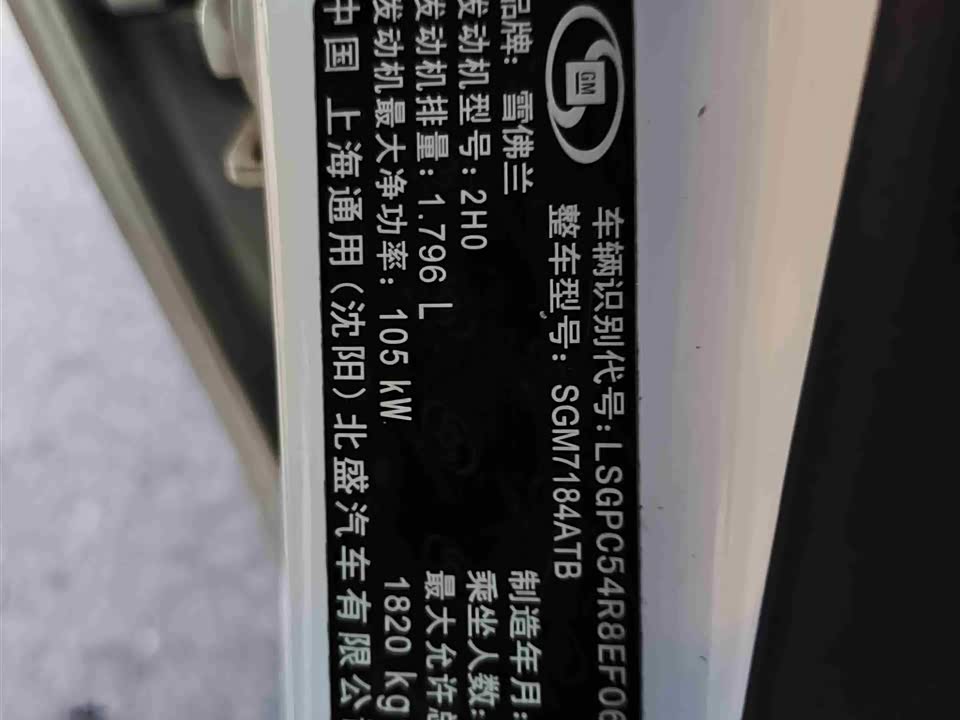 GM
车辆识别代号:LSGPC54R8EF06
整车型号: SGM7184ATB
品牌: 雪佛兰
制造年月:
发动机型号:2H0
乘坐人数:
发动机排量:1.796 L
最大允许总
发动机最大净功率: 105 kW
1820 kg
中国 上海通用(沈阳)北盛汽车有限公